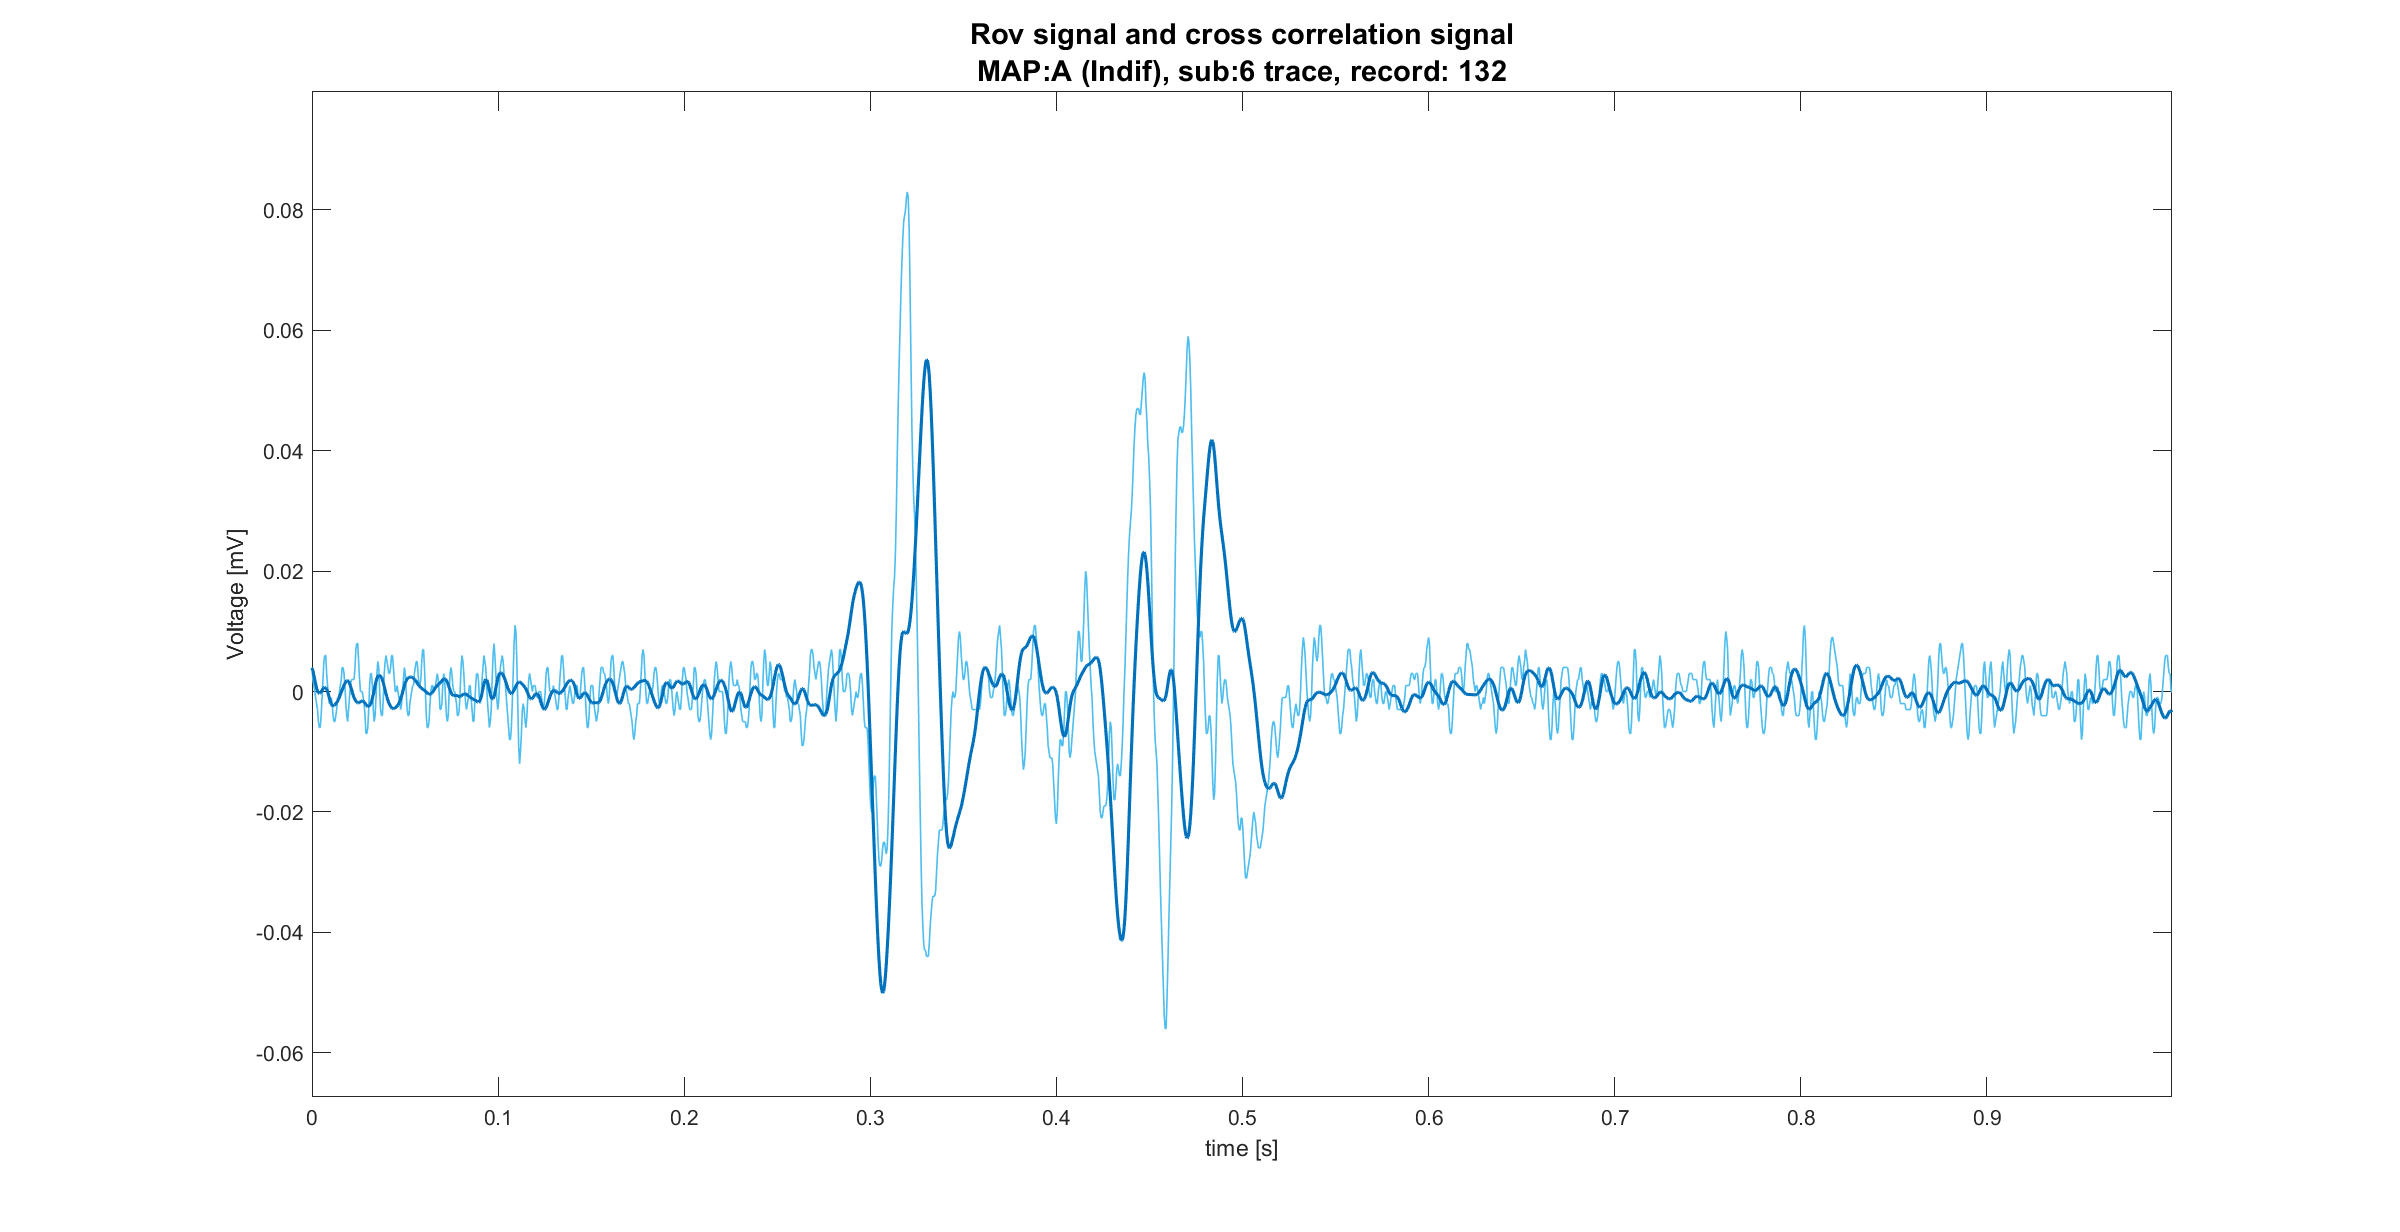 Rov signal and cross correlation signal
MAP:A (Indif), sub:6 trace, record: 132
Voltage [mV]
0.08
0.06
0.04
0.02
0
-0.02
-0.04
-0.06
0 0.1 0.2 0.3 0.4 0.5 0.6 0.7 0.8 0.9
time [s]